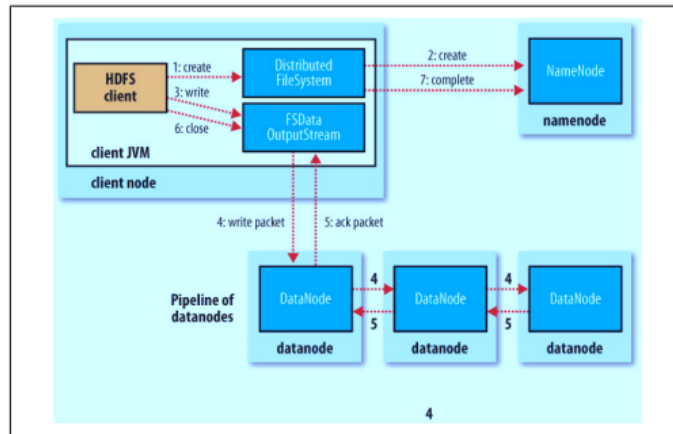 1: create
HDFS
client
Distributed
FileSystem
2: create
NameNode
3: write
7: complete
6: close
FSData
OutputStream
namenode
client JVM
client node
4: write packet
5: ack packet
Pipeline of
datanodes
DataNode
4
DataNode
4
DataNode
5
5
datanode
datanode
datanode
4